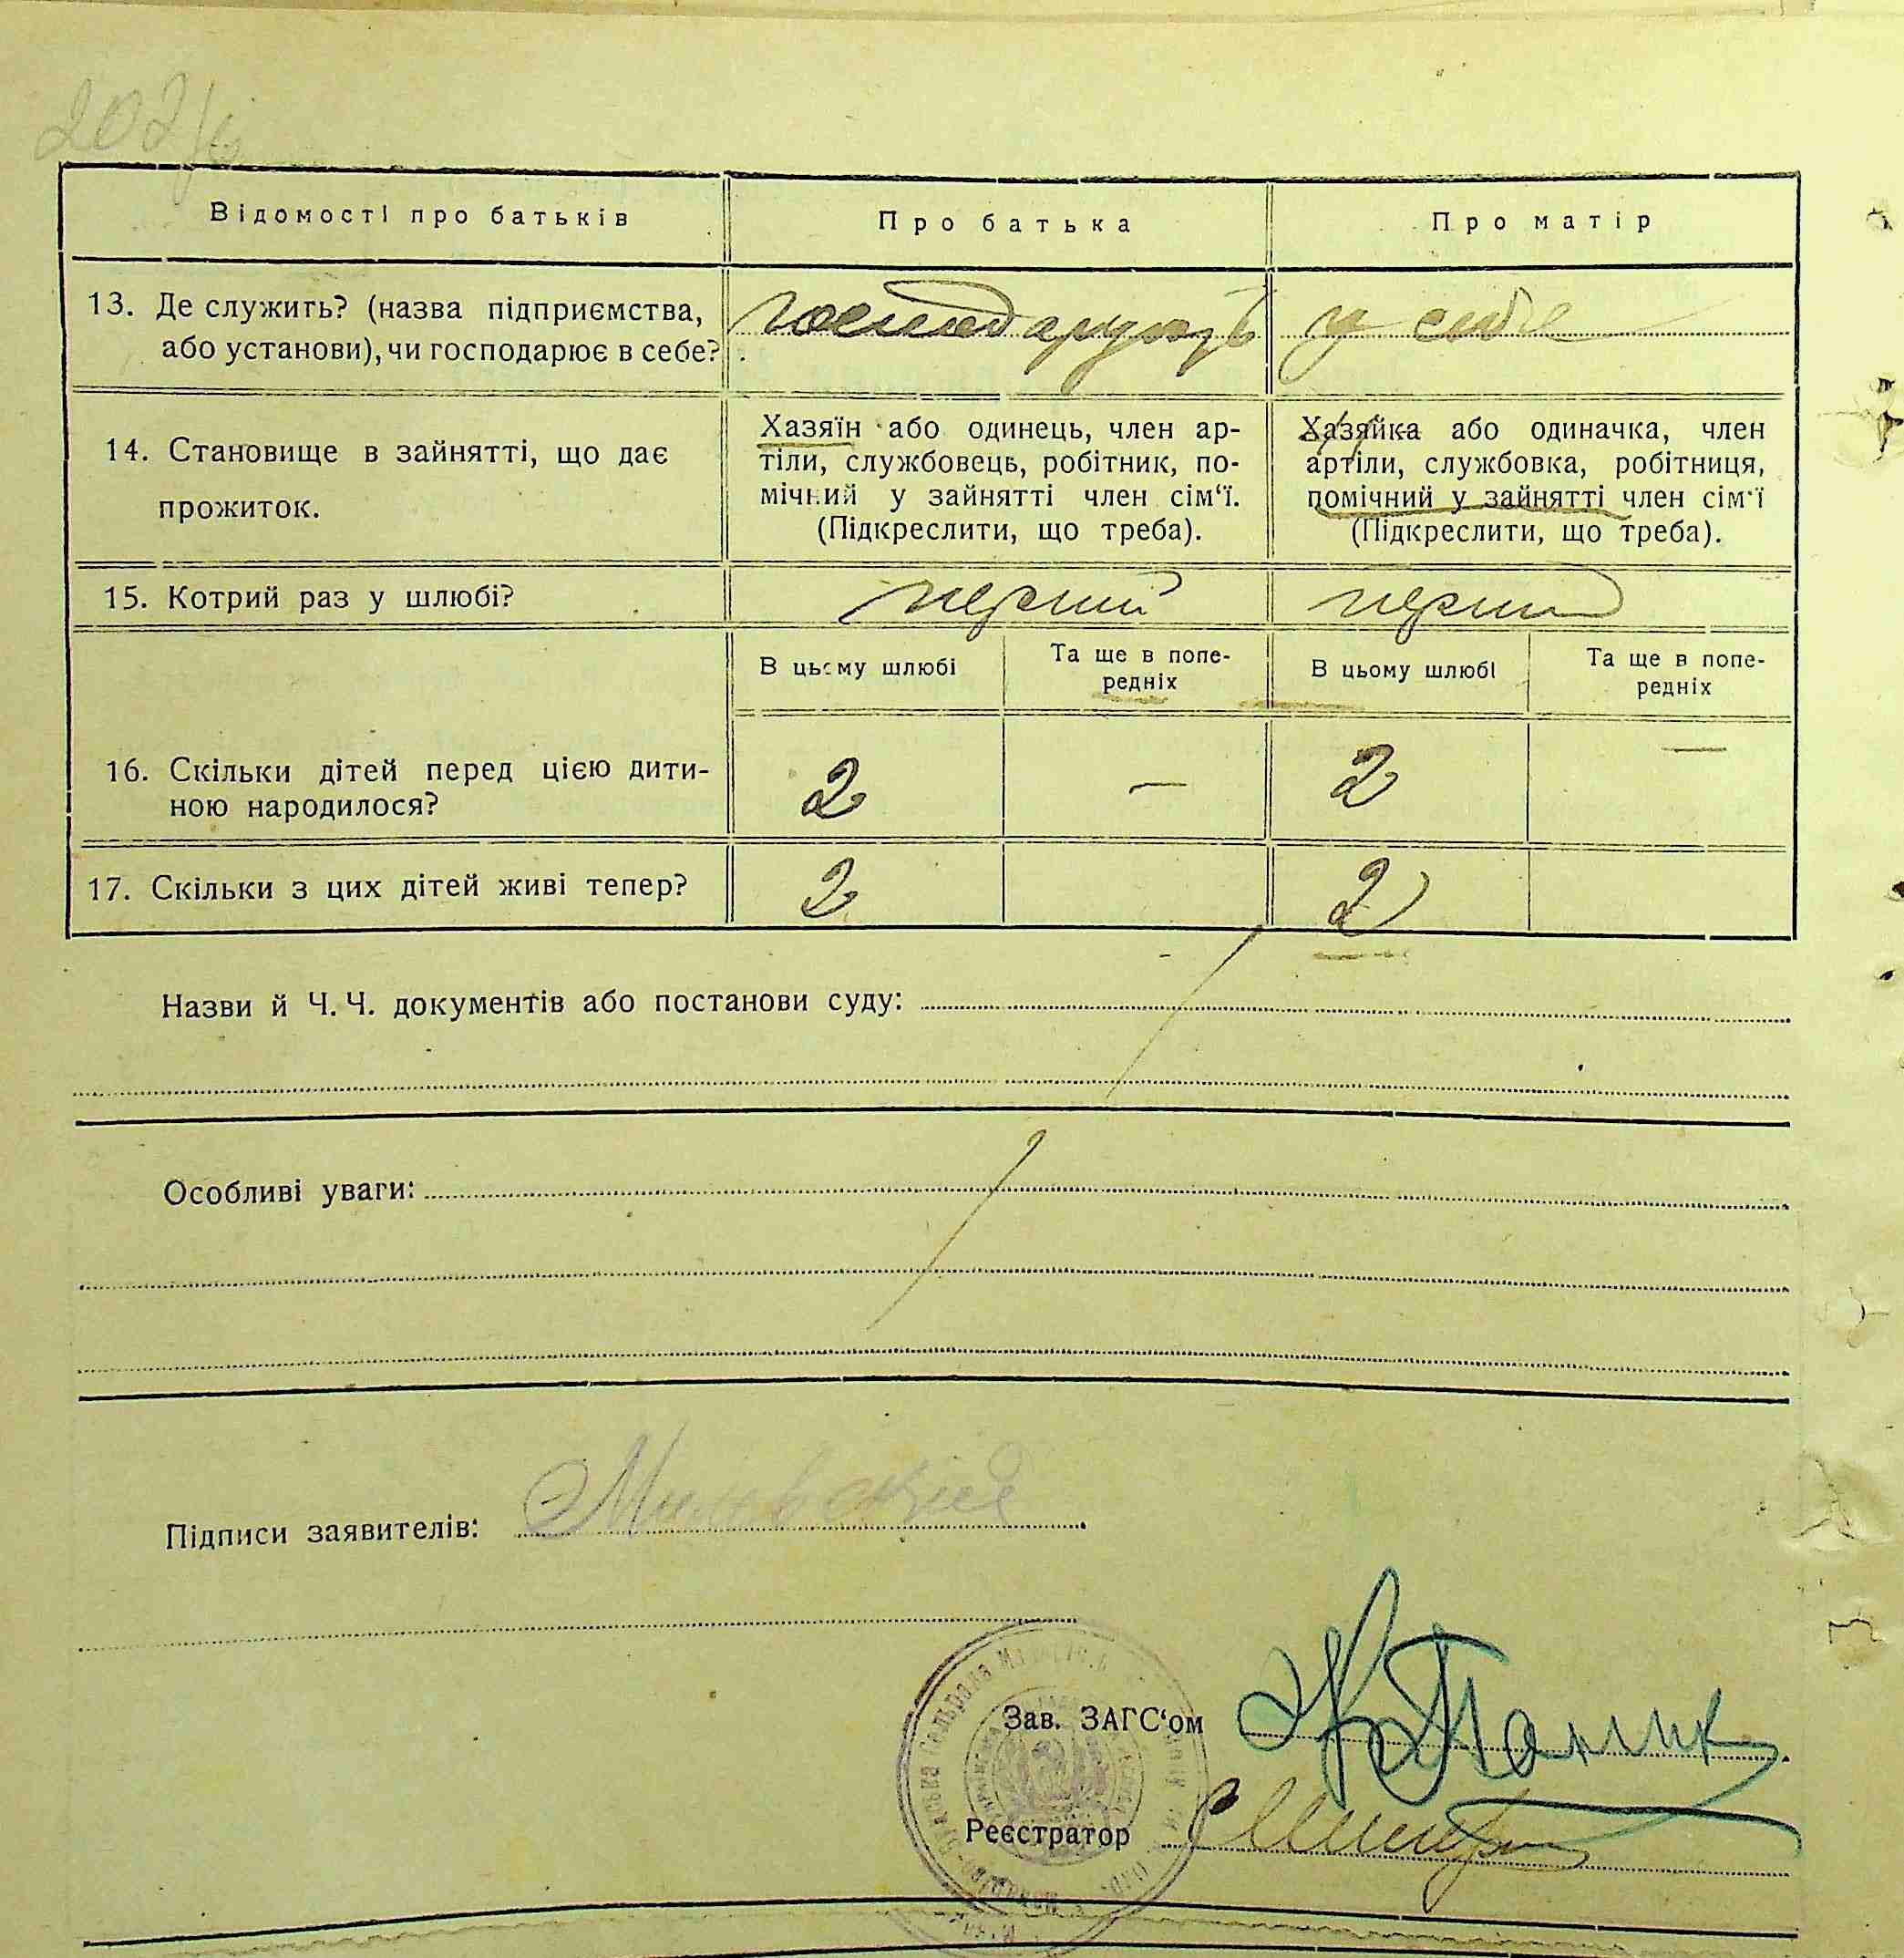 202/6
Відомості про батьків
Про батька
Про матір
13. Де служить? (назва підприємства,
або установи), чи господарює в себе?
господарують у себе
14. Становище в зайнятті, що дає
прожиток.
Хазяїн або одинець, член ар-
тіли, службовець, робітник, по-
мічний у зайнятті член сім‘ї.
(Підкреслити, що треба).
Хазяйка або одиначка, член
артіли, службовка, робітниця,
помічний у зайнятті член сім‘ї
(Підкреслити, що треба).
15. Котрий раз у шлюбі?
перший
перший
В цьому шлюбі
Та ще в попе-
редніх
В цьому шлюбі
Та ще в попе-
редніх
16. Скільки дітей перед цією дити-
ною народилося?
2
—
2
—
17. Скільки з цих дітей живі тепер?
2
2
Назви й Ч. Ч. документів або постанови суду:
Особливі уваги:
Підписи заявителів:
Зав. ЗАГС‘ом
Реєстратор